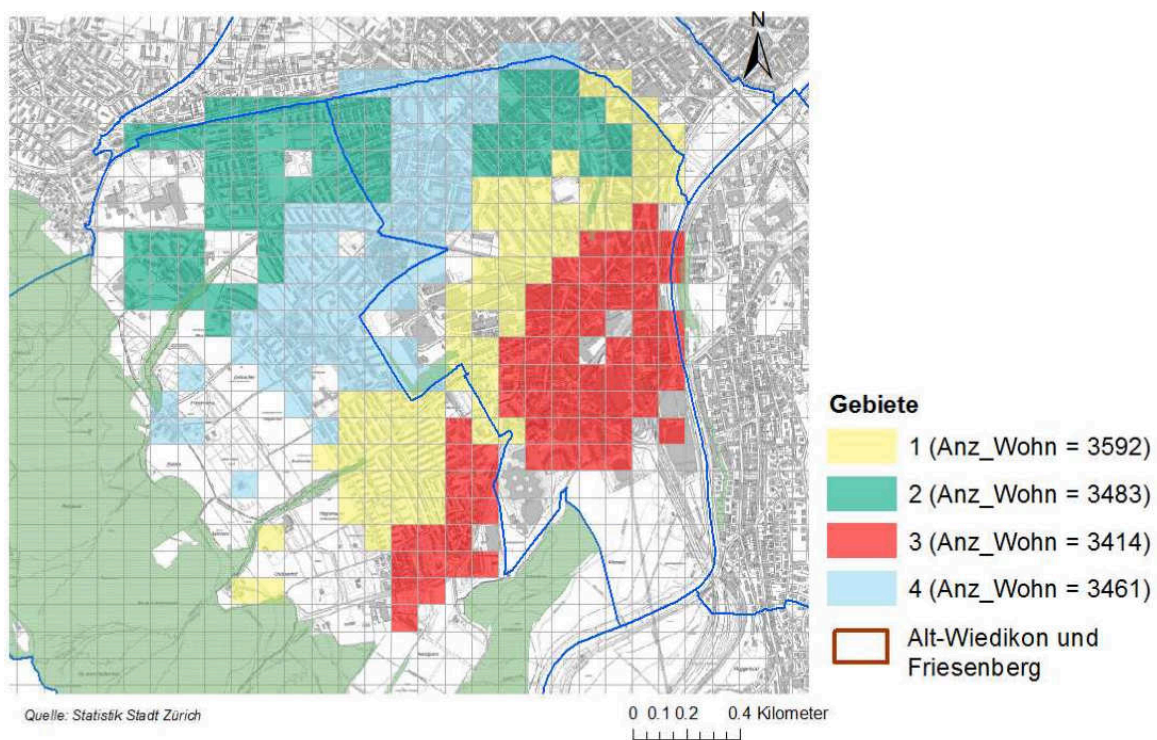 N
Gebiete
1 (Anz_Wohn = 3592)
2 (Anz_Wohn = 3483)
3 (Anz_Wohn = 3414)
4 (Anz_Wohn = 3461)
Alt-Wiedikon und
Friesenberg
Quelle: Statistik Stadt Zürich
0 0.1 0.2 0.4 Kilometer